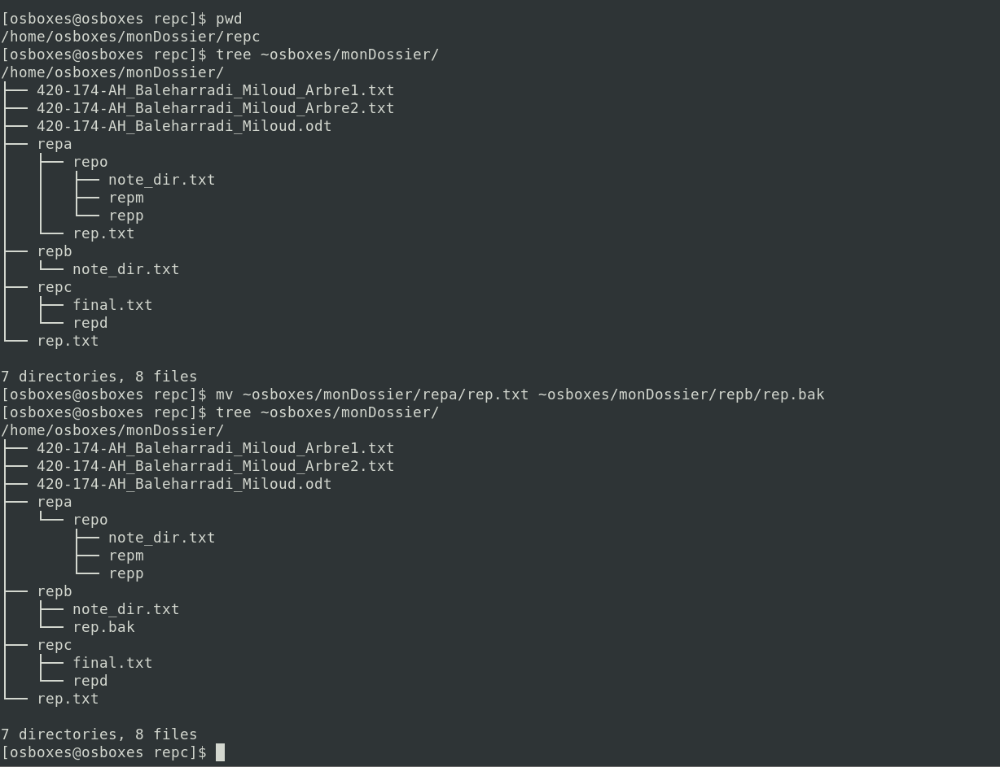 [osboxes@osboxes repc]$ pwd
/home/osboxes/monDossier/repc
[osboxes@osboxes repc]$ tree ~osboxes/monDossier/
/home/osboxes/monDossier/
├── 420-174-AH_Baleharradi_Miloud_Arbre1.txt
├── 420-174-AH_Baleharradi_Miloud_Arbre2.txt
├── 420-174-AH_Baleharradi_Miloud.odt
├── repa
│   ├── repo
│   │   ├── note_dir.txt
│   │   ├── repm
│   │   └── repp
│   └── rep.txt
├── repb
│   └── note_dir.txt
├── repc
│   ├── final.txt
│   └── repd
└── rep.txt

7 directories, 8 files
[osboxes@osboxes repc]$ mv ~osboxes/monDossier/repa/rep.txt ~osboxes/monDossier/repb/rep.bak
[osboxes@osboxes repc]$ tree ~osboxes/monDossier/
/home/osboxes/monDossier/
├── 420-174-AH_Baleharradi_Miloud_Arbre1.txt
├── 420-174-AH_Baleharradi_Miloud_Arbre2.txt
├── 420-174-AH_Baleharradi_Miloud.odt
├── repa
│   └── repo
│       ├── note_dir.txt
│       ├── repm
│       └── repp
├── repb
│   ├── note_dir.txt
│   └── rep.bak
├── repc
│   ├── final.txt
│   └── repd
└── rep.txt

7 directories, 8 files
[osboxes@osboxes repc]$